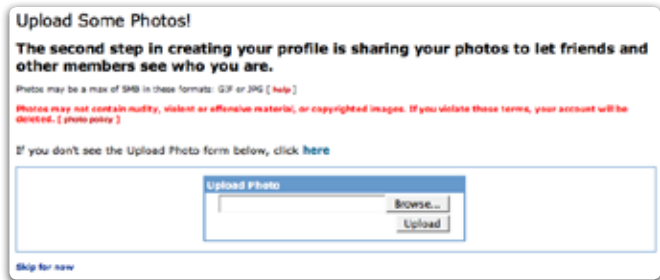 Upload Some Photos!
The second step in creating your profile is sharing your photos to let friends and
other members see who you are.
Photos may be a max of 5MB in these formats: GIF or JPG [ help ]
Photos may not contain nudity, violent or offensive material, or copyrighted images. If you violate these terms, your account will be
deleted. [ photo policy ]
If you don't see the Upload Photo form below, click here
Upload Photo
Browse...
Upload
Skip for now